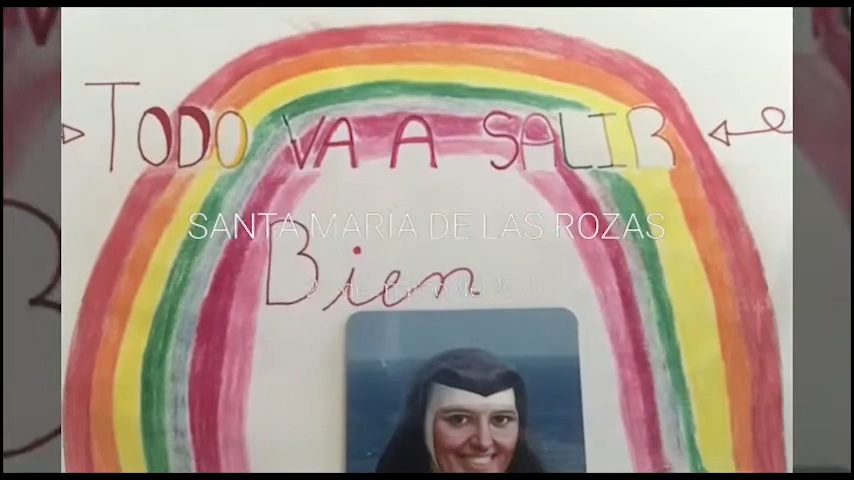 TODO VA A SALIR
SANTA MARIA DE LAS ROZAS
Bien